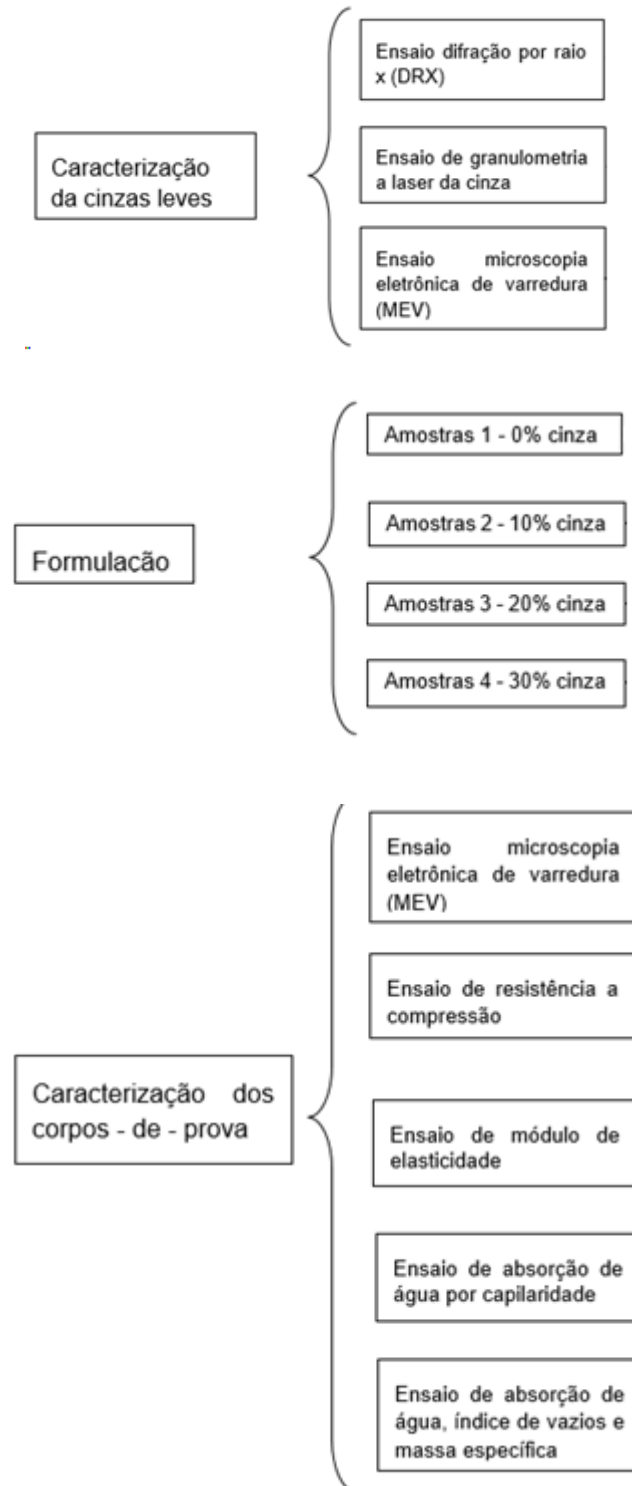 Ensaio difração por raio
x (DRX)
Caracterização
da cinzas leves
Ensaio de granulometria
a laser da cinza
Ensaio microscopia
eletrônica de varredura
(MEV)
Formulação
Amostras 1 - 0% cinza
Amostras 2 - 10% cinza
Amostras 3 - 20% cinza
Amostras 4 - 30% cinza
Caracterização dos
corpos - de - prova
Ensaio microscopia
eletrônica de varredura
(MEV)
Ensaio de resistência a
compressão
Ensaio de módulo de
elasticidade
Ensaio de absorção de
água por capilaridade
Ensaio de absorção de
água, índice de vazios e
massa específica